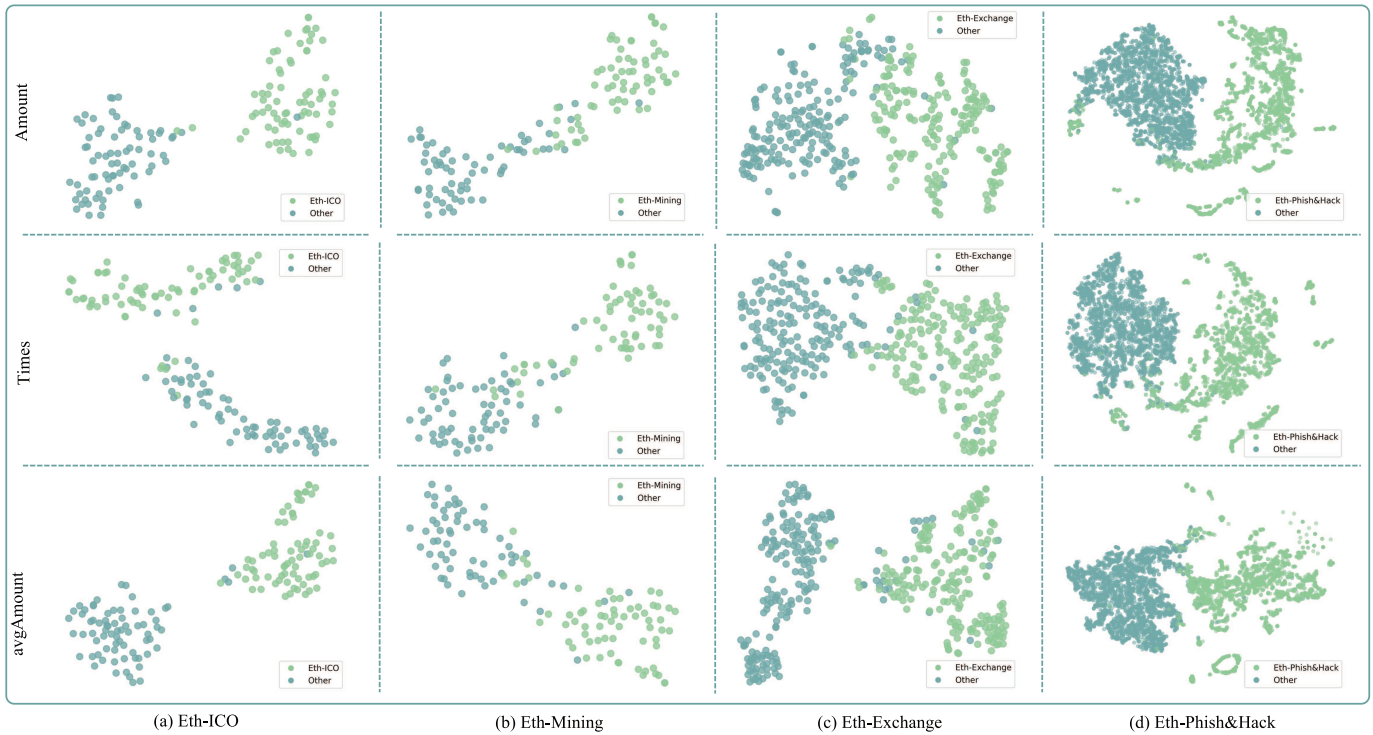 Amount
Eth-ICO
Other
Eth-Mining
Other
Eth-Exchange
Other
Eth-Phish&Hack
Other
Times
Eth-ICO
Other
Eth-Mining
Other
Eth-Exchange
Other
Eth-Phish&Hack
Other
avgAmount
Eth-ICO
Other
Eth-Mining
Other
Eth-Exchange
Other
Eth-Phish&Hack
Other
(a) Eth-ICO
(b) Eth-Mining
(c) Eth-Exchange
(d) Eth-Phish&Hack